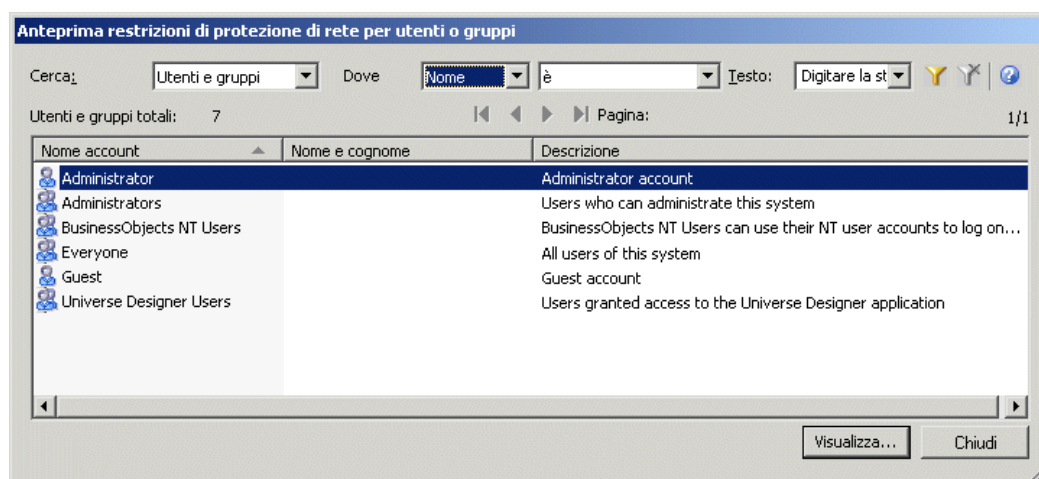 Anteprima restrizioni di protezione di rete per utenti o gruppi
Cerca: Utenti e gruppi Dove Nome è Testo: Digitare la st
Utenti e gruppi totali: 7 Pagina: 1/1
Nome account Nome e cognome Descrizione
Administrator Administrator account
Administrators Users who can administrate this system
BusinessObjects NT Users BusinessObjects NT Users can use their NT user accounts to log on...
Everyone All users of this system
Guest Guest account
Universe Designer Users Users granted access to the Universe Designer application
Visualizza... Chiudi